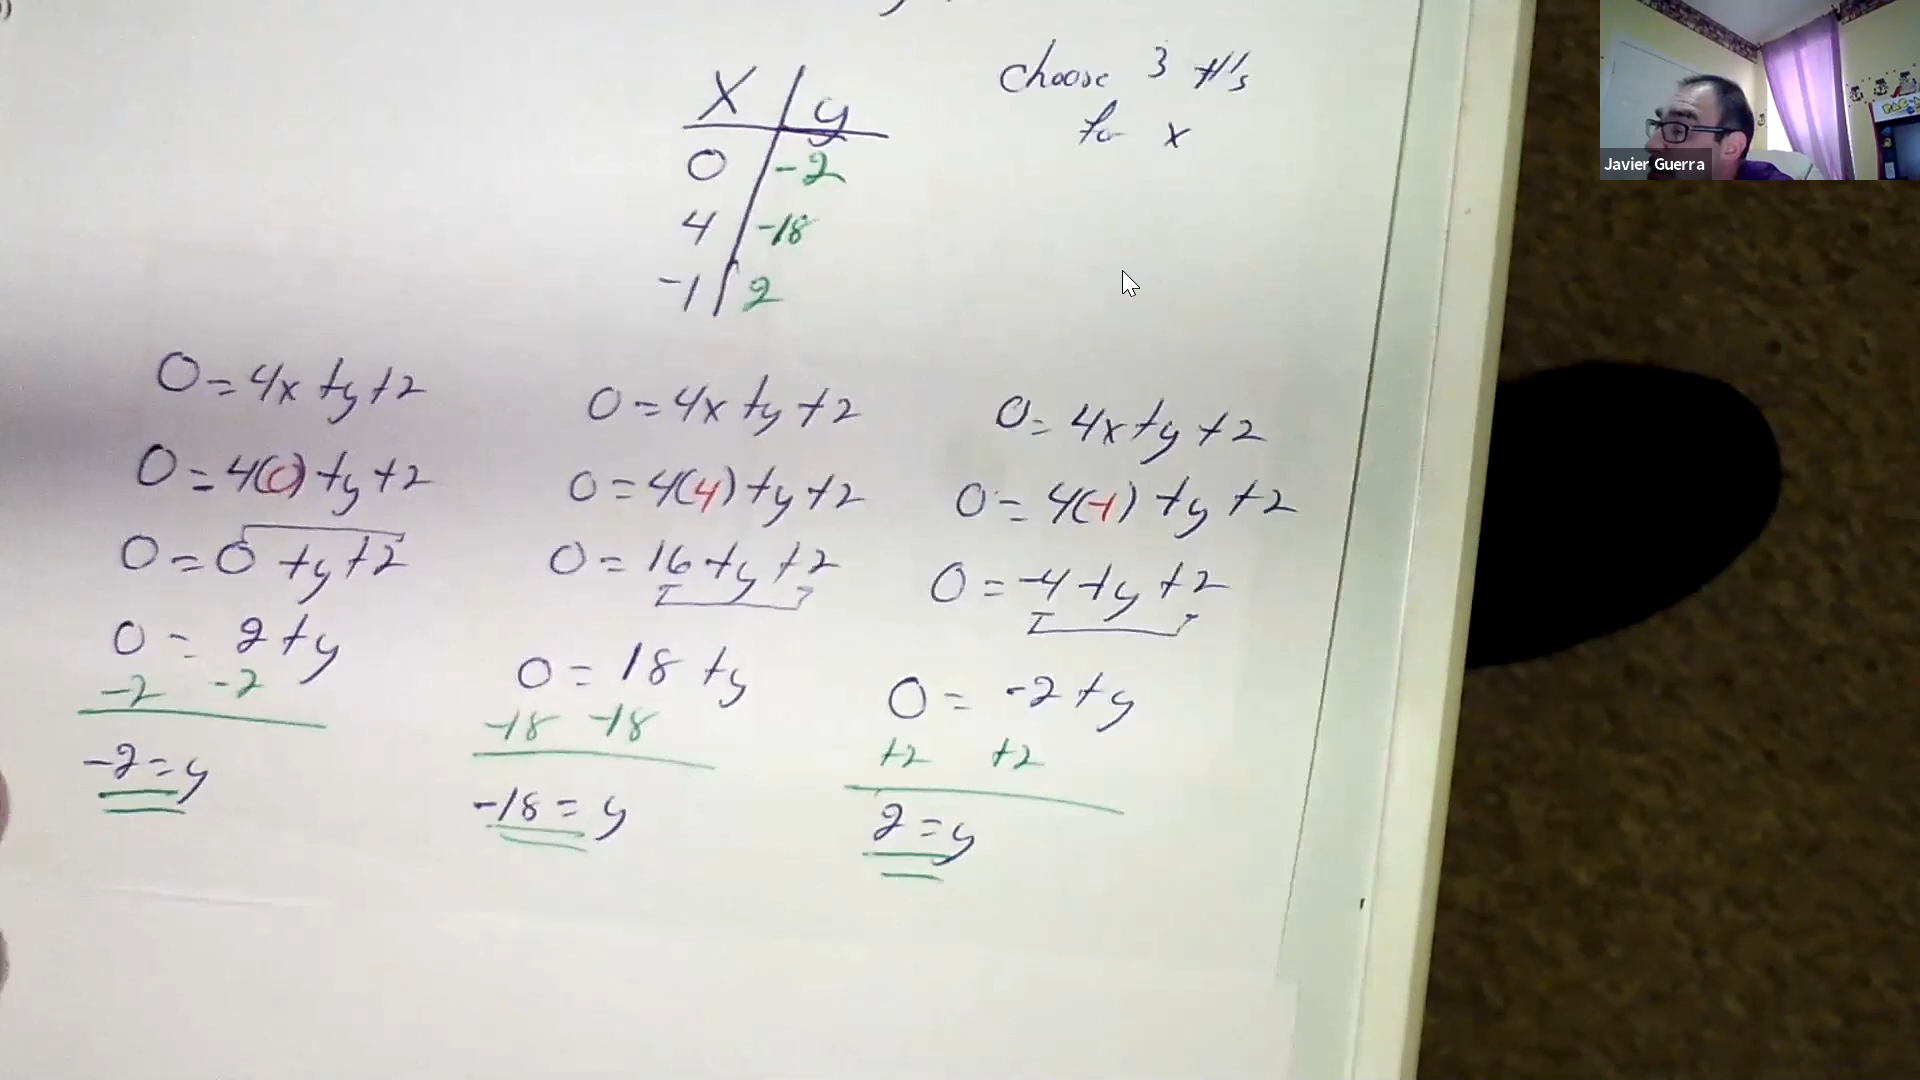 x | y
0 | -2
4 | -18
-1 | 2
Choose 3 #'s
for x
0 = 4x + y + 2
0 = 4(0) + y + 2
0 = 0 + y + 2
0 = 2 + y
-2 -2
-2 = y
0 = 4x + y + 2
0 = 4(4) + y + 2
0 = 16 + y + 2
0 = 18 + y
-18 -18
-18 = y
0 = 4x + y + 2
0 = 4(-1) + y + 2
0 = -4 + y + 2
0 = -2 + y
+2 +2
2 = y
Javier Guerra